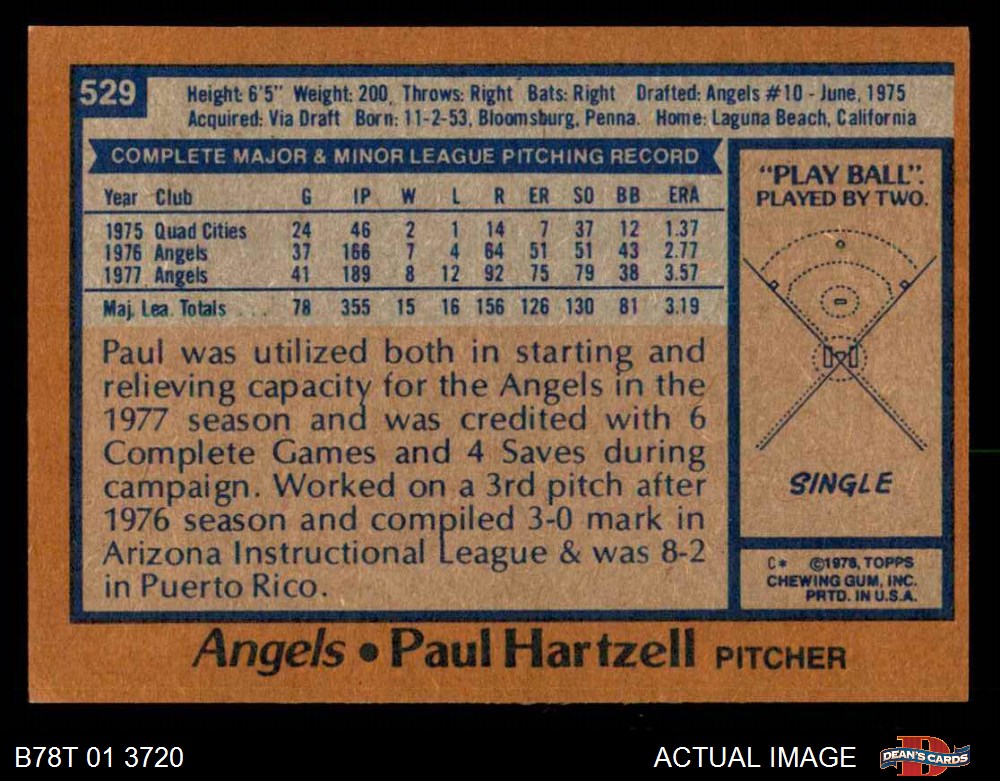 529
Height: 6'5" Weight: 200. Throws: Right Bats: Right Drafted: Angels #10 - June, 1975
Acquired: Via Draft Born: 11-2-53, Bloomsburg, Penna. Home: Laguna Beach, California
COMPLETE MAJOR & MINOR LEAGUE PITCHING RECORD
Year Club G IP W L R ER SO BB ERA
1975 Quad Cities 24 46 2 1 14 7 37 12 1.37
1976 Angels 37 166 7 4 64 51 51 43 2.77
1977 Angels 41 189 8 12 92 75 79 38 3.57
Maj. Lea. Totals . . . 78 355 15 16 156 126 130 81 3.19
Paul was utilized both in starting and
relieving capacity for the Angels in the
1977 season and was credited with 6
Complete Games and 4 Saves during
campaign. Worked on a 3rd pitch after
1976 season and compiled 3-0 mark in
Arizona Instructional League & was 8-2
in Puerto Rico.
"PLAY BALL".
PLAYED BY TWO.
SINGLE
C* ©1978, TOPPS
CHEWING GUM, INC.
PRTD. IN U.S.A.
Angels • Paul Hartzell PITCHER
B78T 01 3720
ACTUAL IMAGE
DEAN'S CARDS